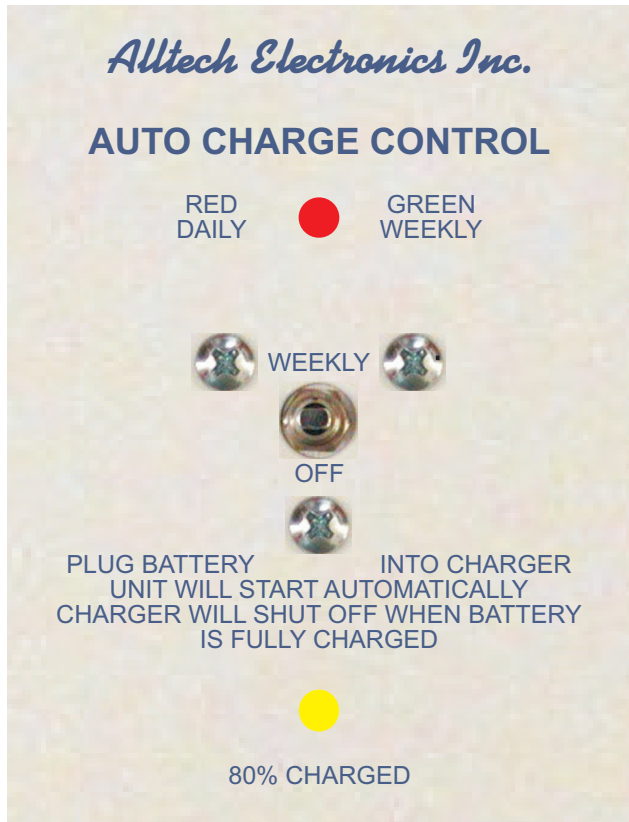 Alltech Electronics Inc.
AUTO CHARGE CONTROL
RED GREEN
DAILY WEEKLY
WEEKLY
OFF
PLUG BATTERY INTO CHARGER
UNIT WILL START AUTOMATICALLY
CHARGER WILL SHUT OFF WHEN BATTERY
IS FULLY CHARGED
80% CHARGED